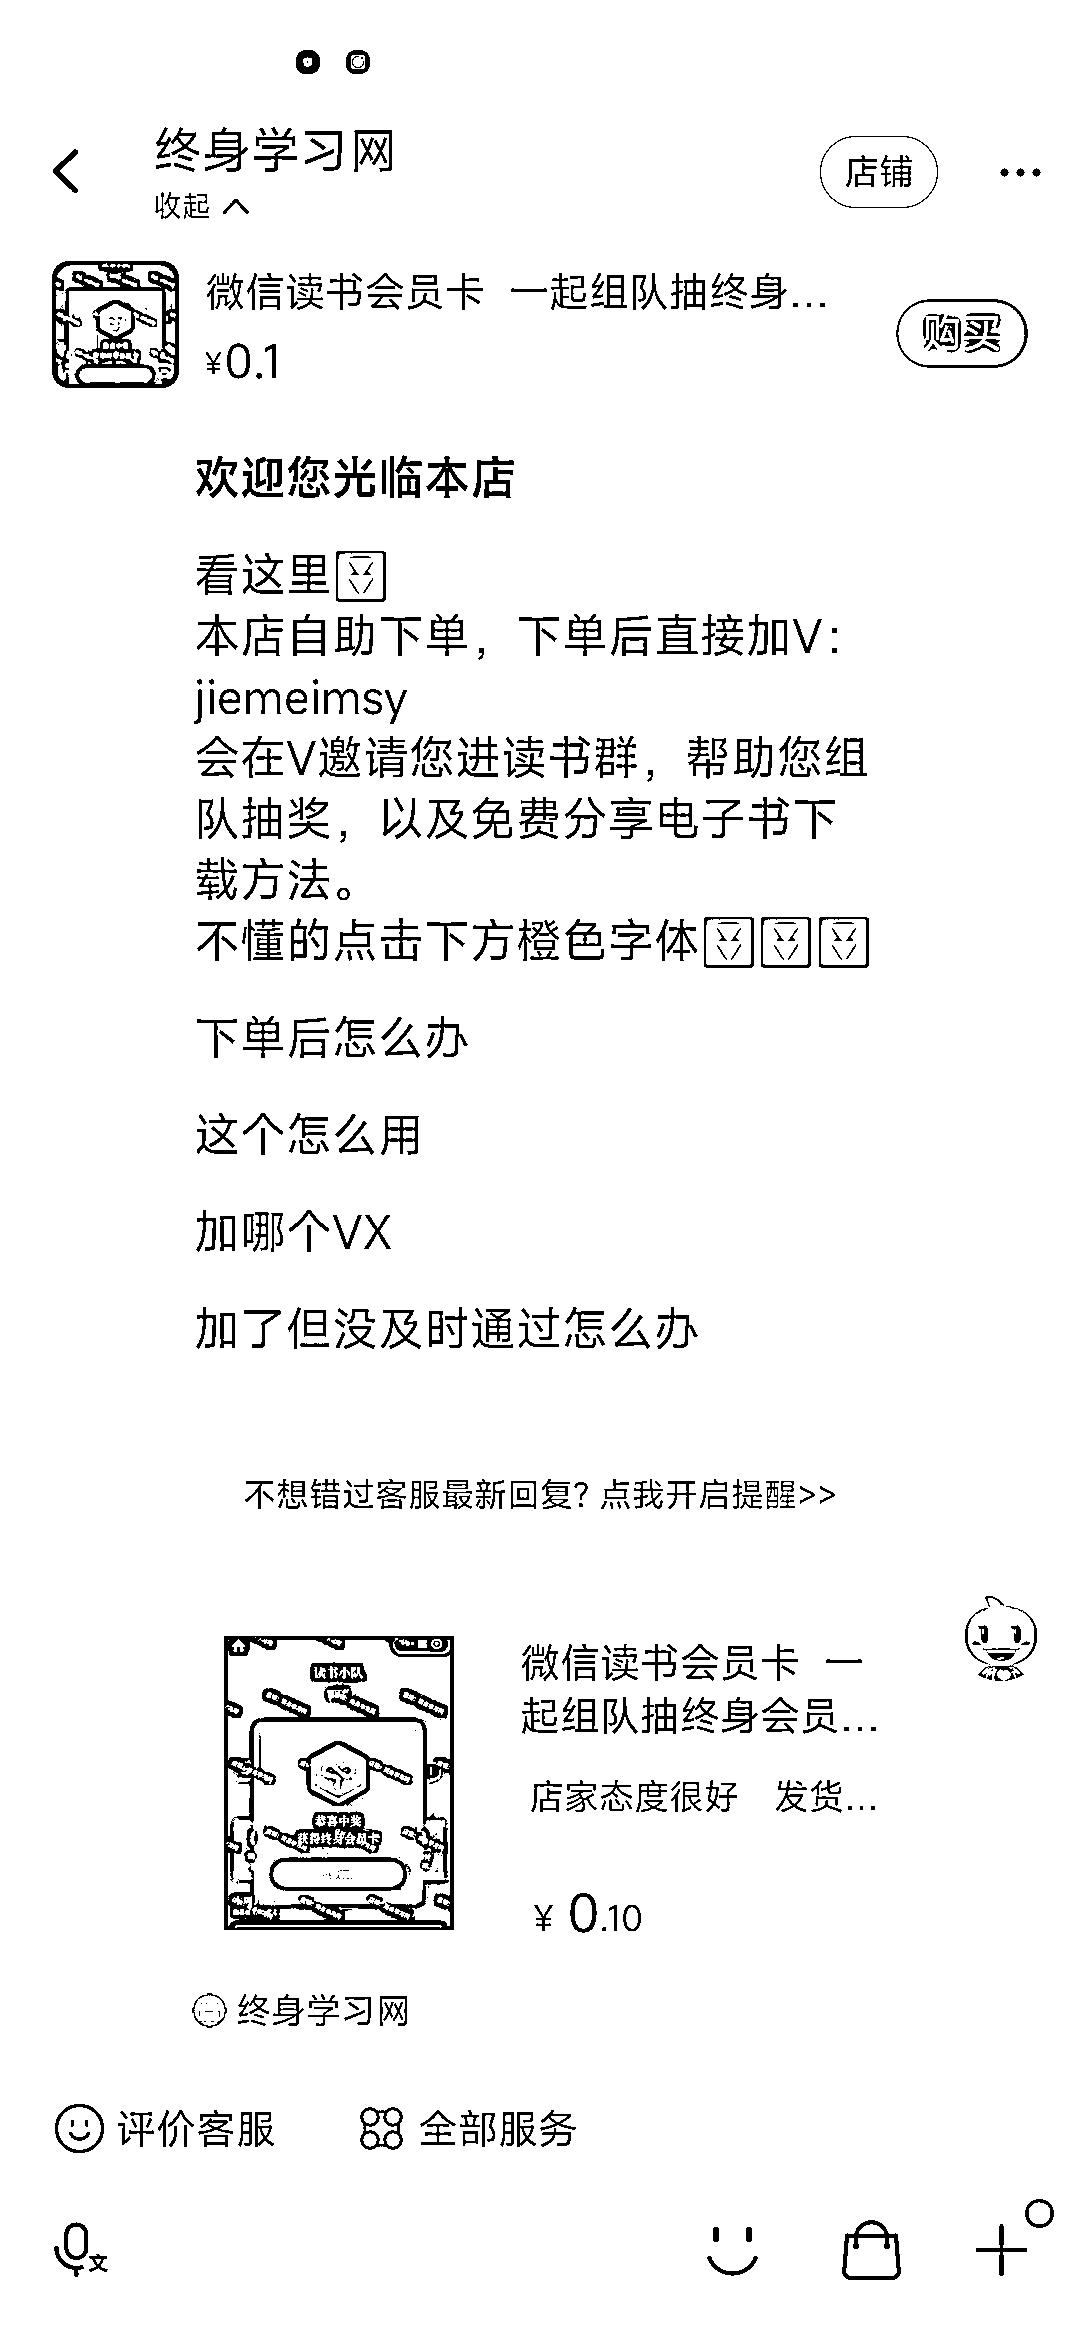 终身学习网
收起
店铺
微信读书会员卡 一起组队抽终身...
¥0.1
购买
欢迎您光临本店
看这里
本店自助下单，下单后直接加V：
jiemeimsy
会在V邀请您进读书群，帮助您组
队抽奖，以及免费分享电子书下
载方法。
不懂的点击下方橙色字体
下单后怎么办
这个怎么用
加哪个VX
加了但没及时通过怎么办
不想错过客服最新回复？点我开启提醒>>
读书小队
恭喜中奖
获得终身会员卡
微信读书会员卡 一
起组队抽终身会员...
店家态度很好 发货...
¥ 0.10
终身学习网
评价客服
全部服务
文